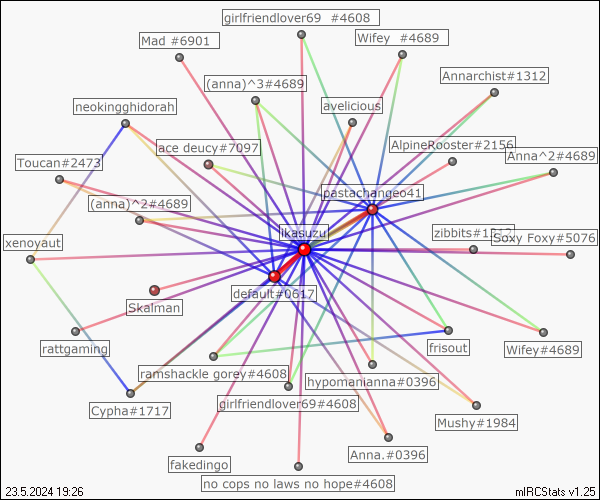 girlfriendlover69 #4608
Mad #6901
Wifey #4689
Annarchist#1312
(anna)^3#4689
neokingghidorah
avelicious
ace deucy#7097
AlpineRooster#2156
Toucan#2473
Anna^2#4689
pastachangeo41
(anna)^2#4689
ikasuzu
zibbits#1312
xenoyaut
Soxy Foxy#5076
default#0617
Skalman
rattgaming
frisout
Wifey#4689
ramshackle gorey#4608
hypomanianna#0396
girlfriendlover69#4608
Cypha#1717
Mushy#1984
Anna.#0396
fakedingo
no cops no laws no hope#4608
23.5.2024 19:26
mIRCStats v1.25